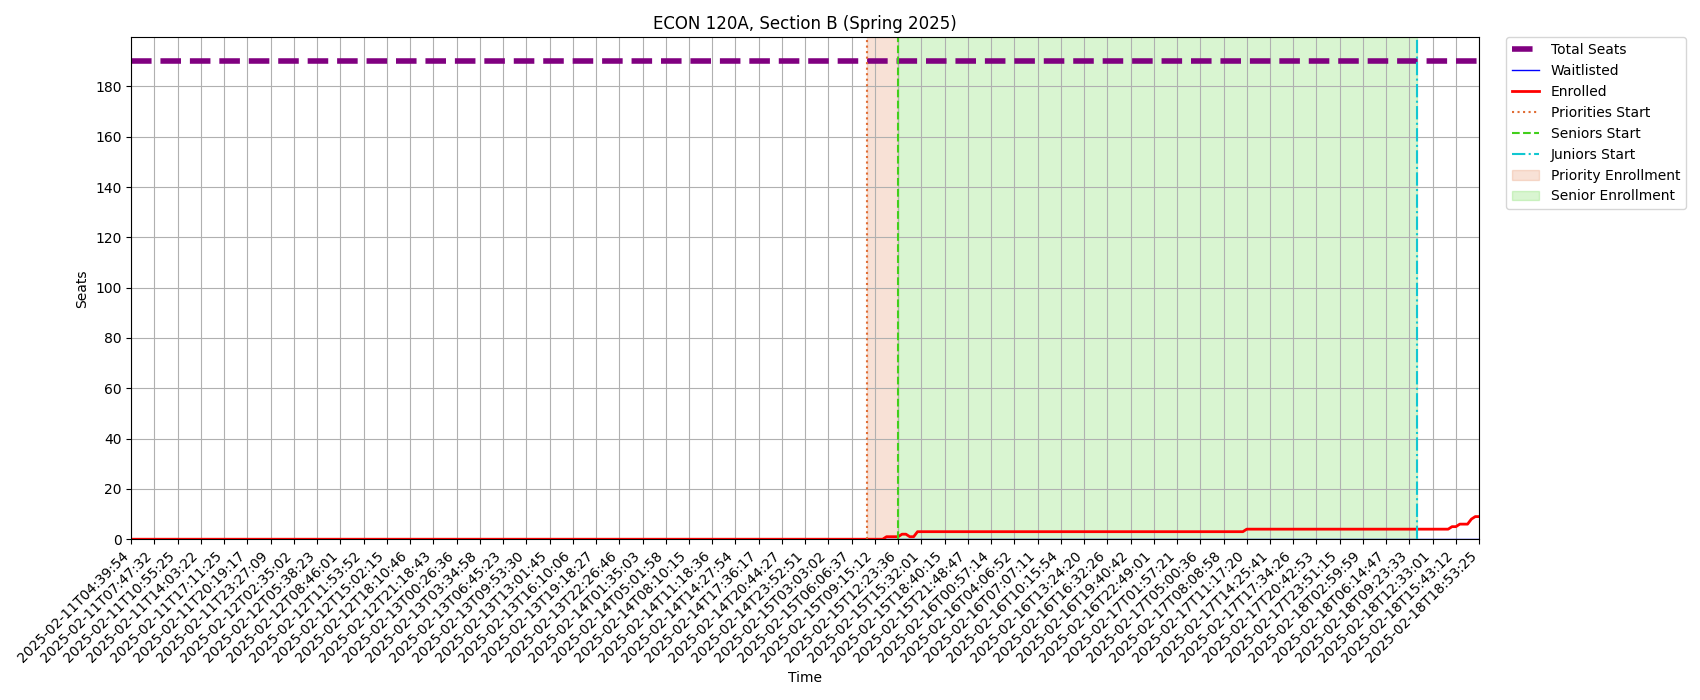 ECON 120A, Section B (Spring 2025)
Total Seats
Waitlisted
Enrolled
Priorities Start
Seniors Start
Juniors Start
Priority Enrollment
Senior Enrollment
Seats
180
160
140
120
100
80
60
40
20
0
2025-02-11T04:39:54
2025-02-11T07:47:32
2025-02-11T10:55:25
2025-02-11T14:03:22
2025-02-11T17:11:25
2025-02-11T20:19:17
2025-02-11T23:27:09
2025-02-12T02:35:02
2025-02-12T05:38:23
2025-02-12T08:46:01
2025-02-12T11:53:52
2025-02-12T15:02:15
2025-02-12T18:10:46
2025-02-12T21:18:43
2025-02-13T00:26:36
2025-02-13T03:34:58
2025-02-13T06:45:23
2025-02-13T09:53:30
2025-02-13T13:01:45
2025-02-13T16:10:06
2025-02-13T19:18:27
2025-02-13T22:26:46
2025-02-14T01:35:03
2025-02-14T05:01:58
2025-02-14T08:10:15
2025-02-14T11:18:36
2025-02-14T14:27:54
2025-02-14T17:36:17
2025-02-14T20:44:27
2025-02-14T23:52:51
2025-02-15T03:03:02
2025-02-15T06:06:37
2025-02-15T09:15:12
2025-02-15T12:23:36
2025-02-15T15:32:01
2025-02-15T18:40:15
2025-02-15T21:48:47
2025-02-16T00:57:14
2025-02-16T04:06:52
2025-02-16T07:07:11
2025-02-16T10:15:54
2025-02-16T13:24:20
2025-02-16T16:32:26
2025-02-16T19:40:42
2025-02-16T22:49:01
2025-02-17T01:57:21
2025-02-17T05:00:36
2025-02-17T08:08:58
2025-02-17T11:17:20
2025-02-17T14:25:41
2025-02-17T17:34:26
2025-02-17T20:42:53
2025-02-17T23:51:15
2025-02-18T02:59:59
2025-02-18T06:14:47
2025-02-18T09:23:33
2025-02-18T12:33:01
2025-02-18T15:43:12
2025-02-18T18:53:25
Time